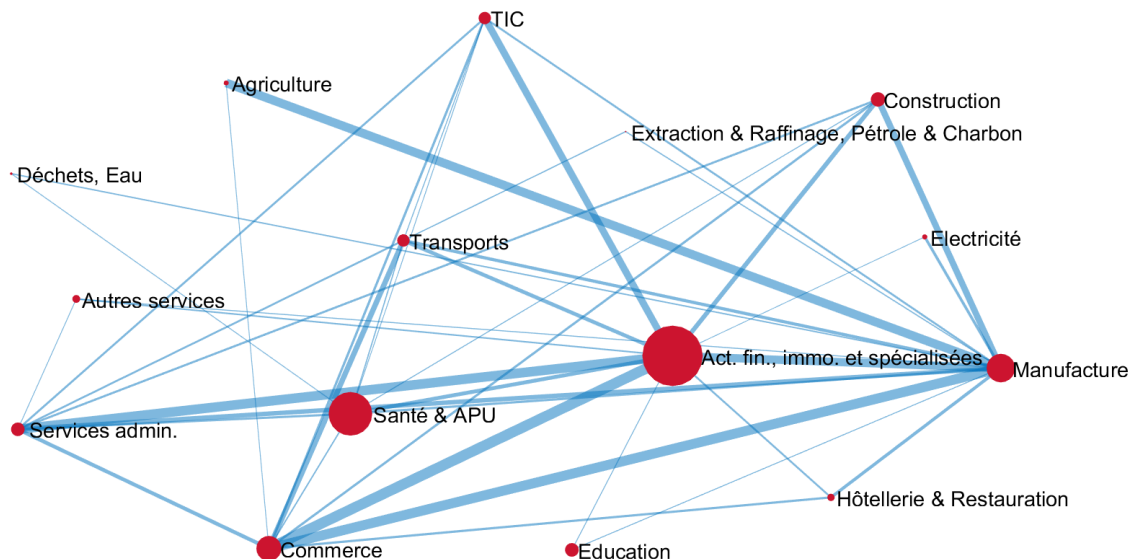 TIC
Agriculture
Construction
Extraction & Raffinage, Pétrole & Charbon
Déchets, Eau
Transports
Electricité
Autres services
Act. fin., immo. et spécialisées
Manufacture
Santé & APU
Services admin.
Hôtellerie & Restauration
Commerce
Education